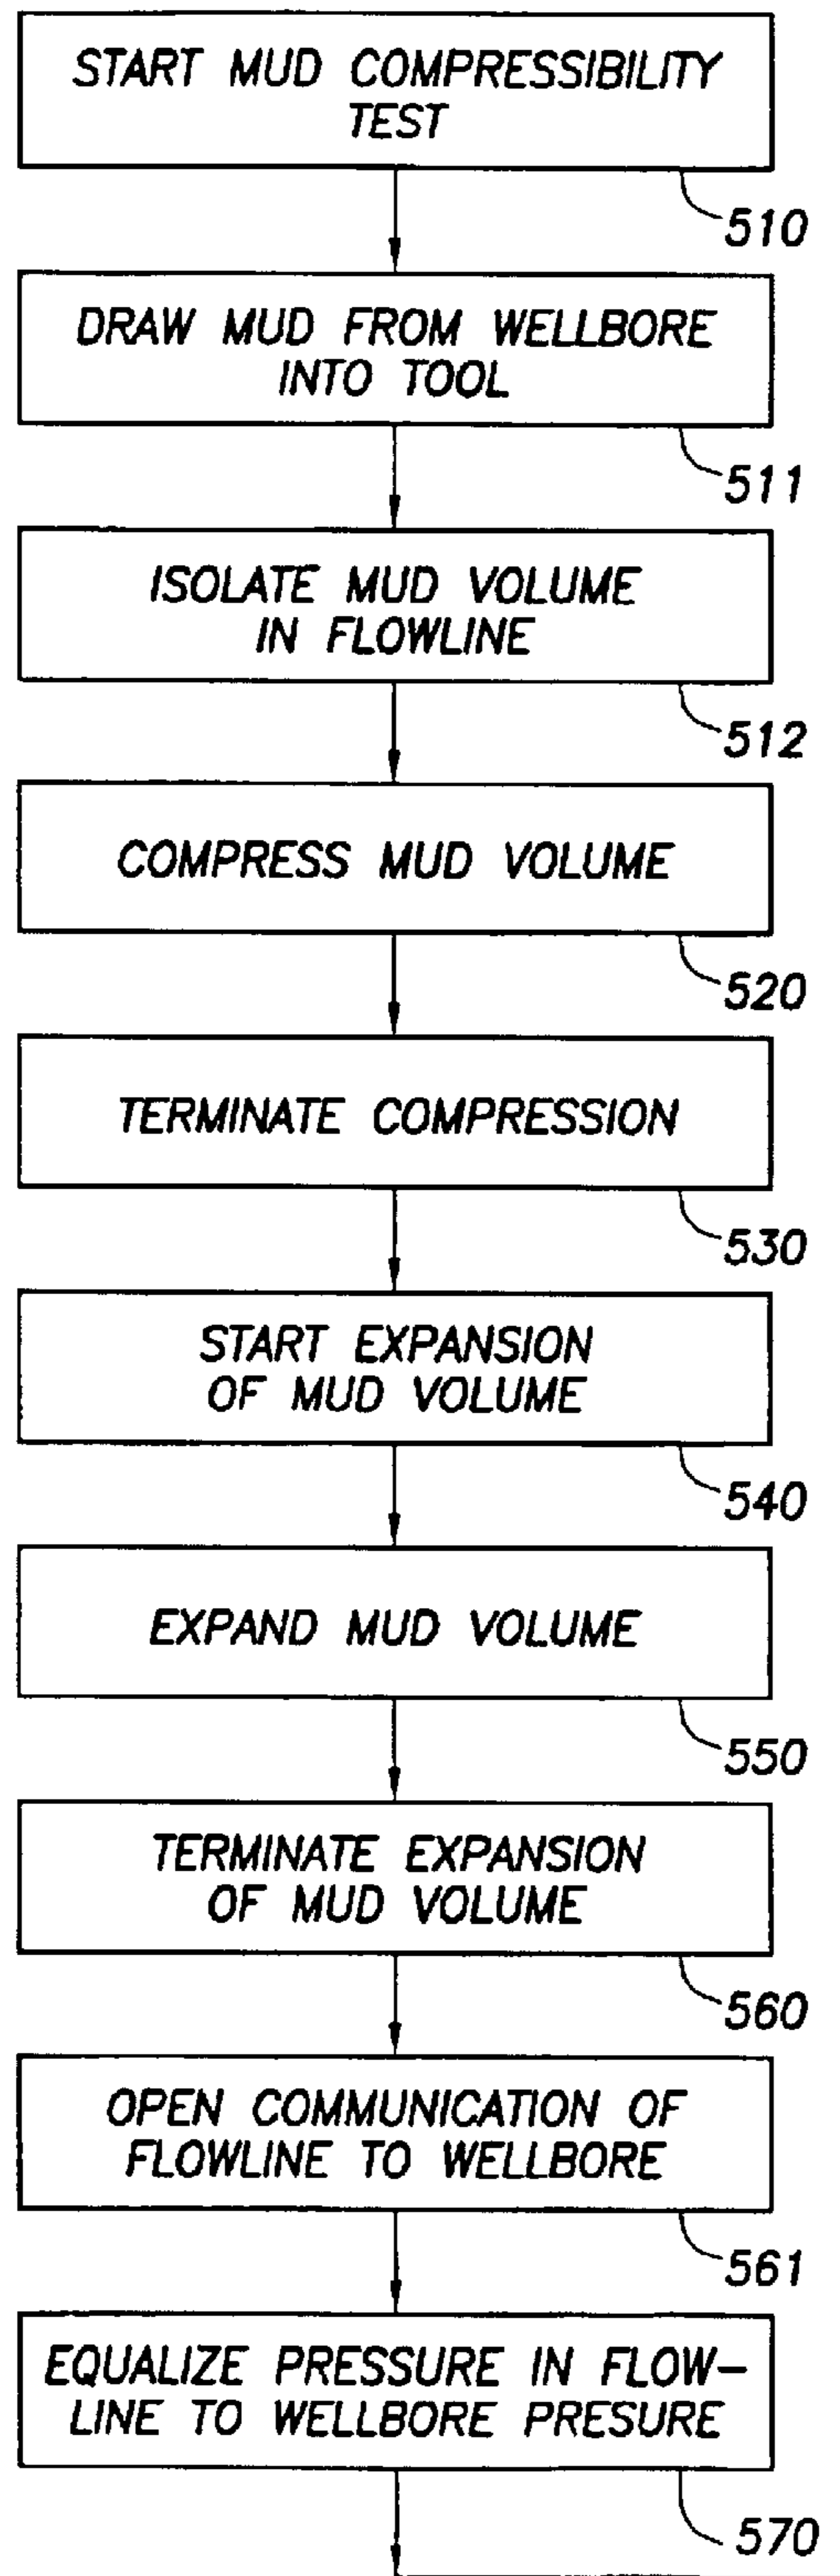 START MUD COMPRESSIBILITY
TEST
510
DRAW MUD FROM WELLBORE
INTO TOOL
511
ISOLATE MUD VOLUME
IN FLOWLINE
512
COMPRESS MUD VOLUME
520
TERMINATE COMPRESSION
530
START EXPANSION
OF MUD VOLUME
540
EXPAND MUD VOLUME
550
TERMINATE EXPANSION
OF MUD VOLUME
560
OPEN COMMUNICATION OF
FLOWLINE TO WELLBORE
561
EQUALIZE PRESSURE IN FLOW-
LINE TO WELLBORE PRESURE
570